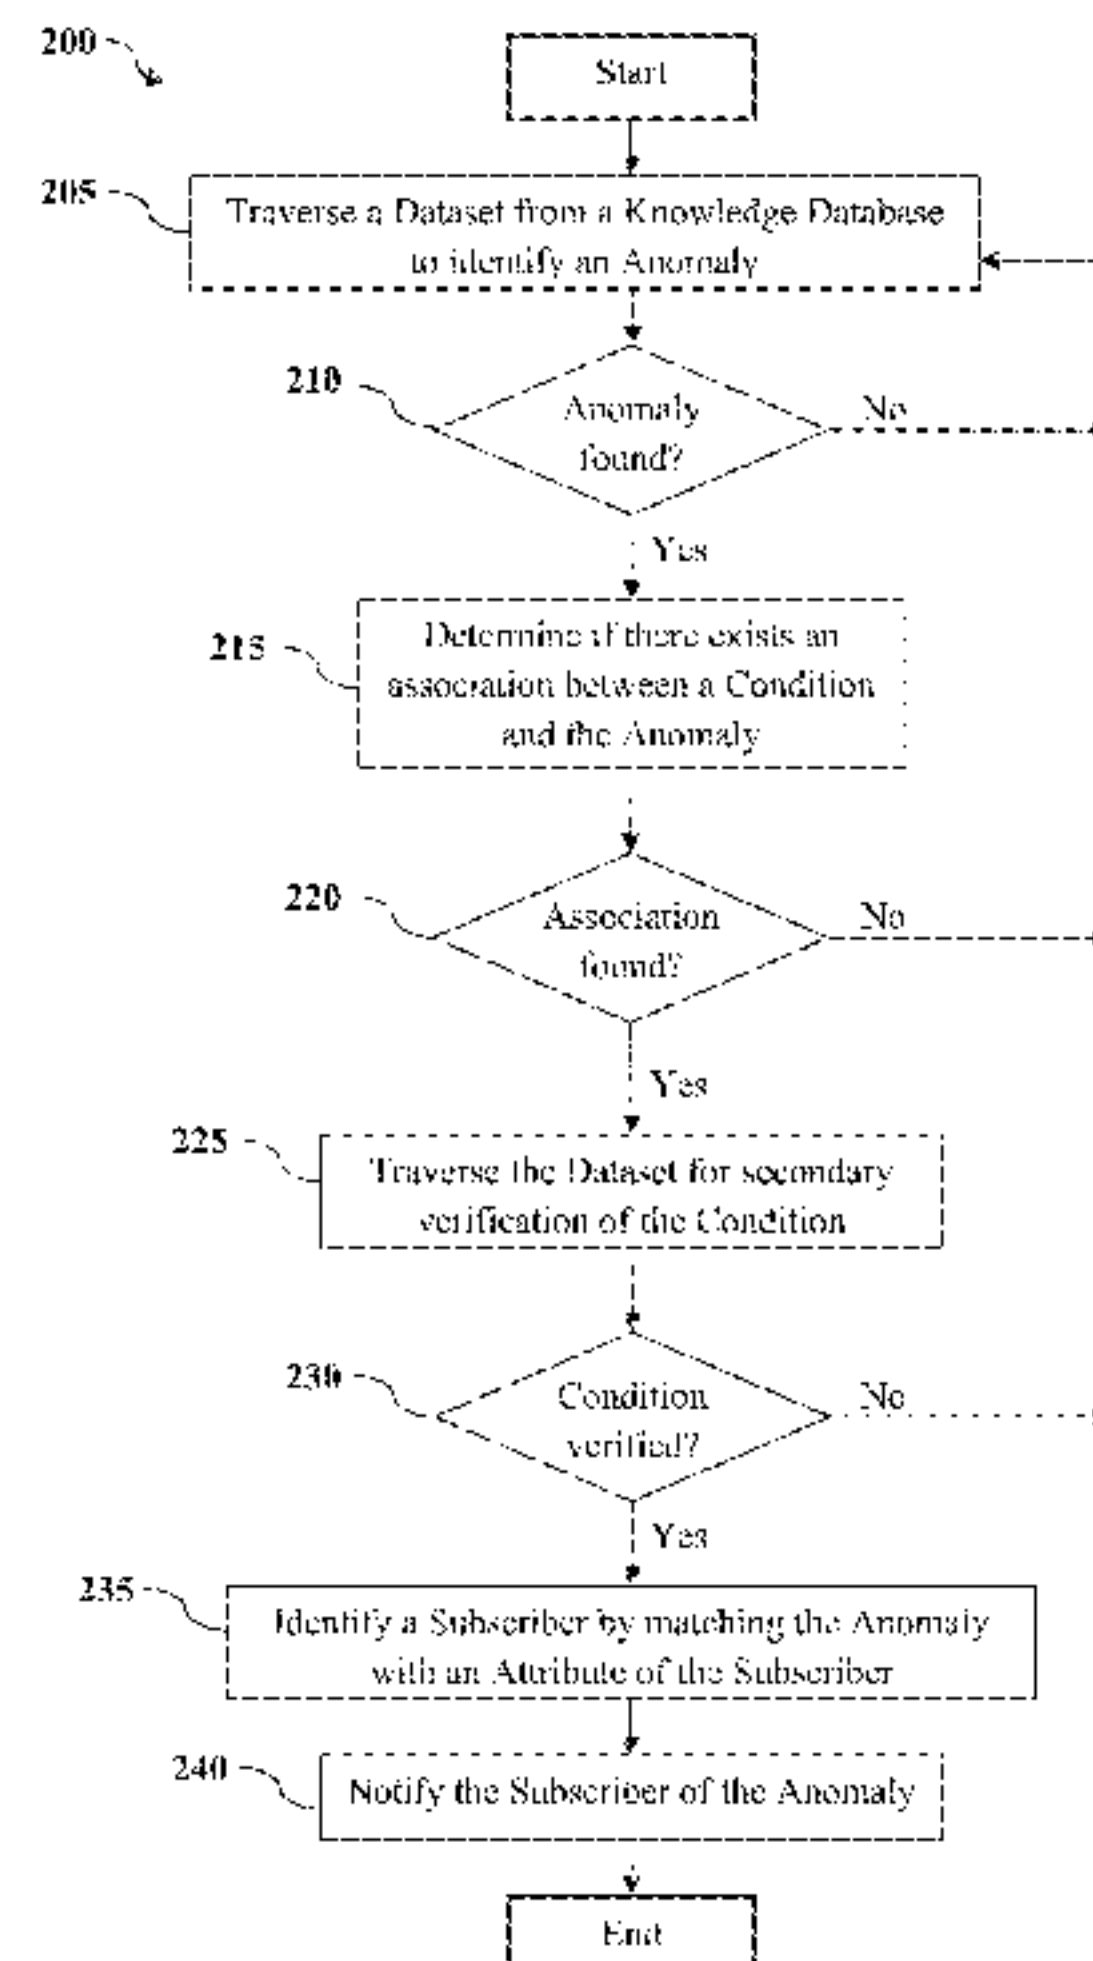 200
Start
205
Traverse a Dataset from a Knowledge Database
to identify an Anomaly
210
Anomaly
found?
No
Yes
215
Determine if there exists an
association between a Condition
and the Anomaly
220
Association
found?
No
Yes
225
Traverse the Dataset for secondary
verification of the Condition
230
Condition
verified?
No
Yes
235
Identify a Subscriber by matching the Anomaly
with an Attribute of the Subscriber
240
Notify the Subscriber of the Anomaly
End